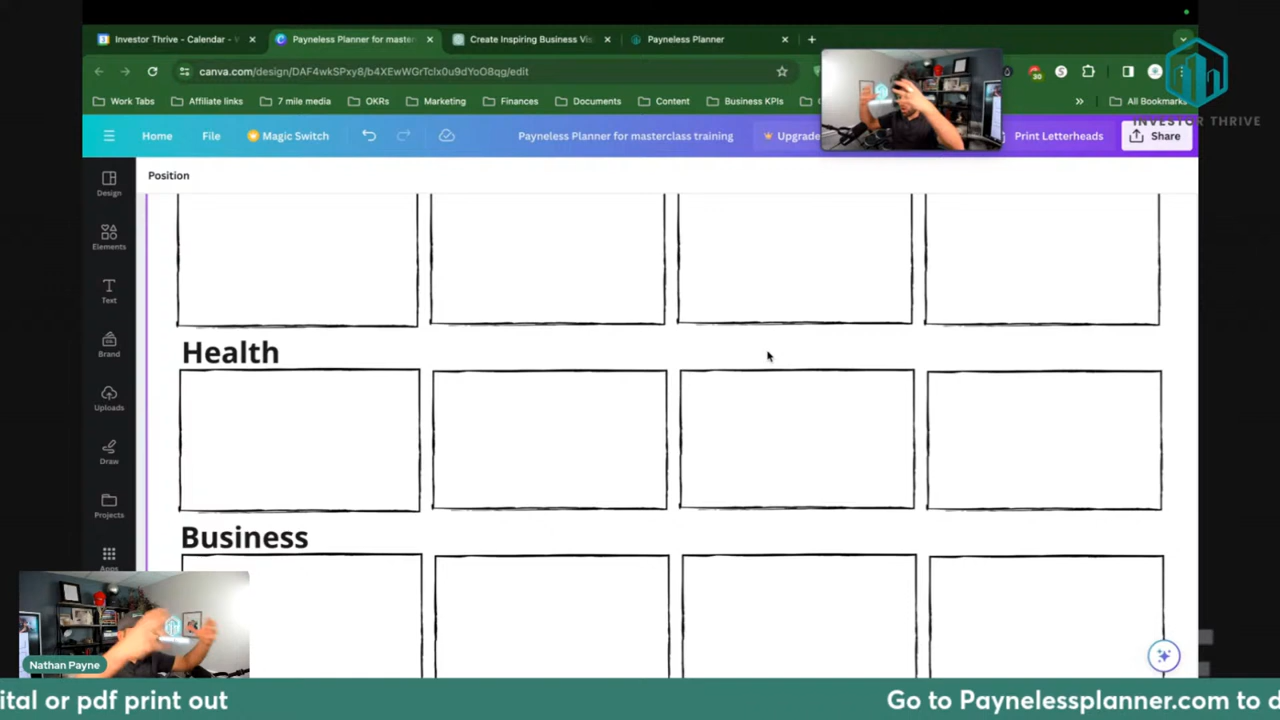 Investor Thrive - Calendar -
Payneless Planner for master
Create Inspiring Business Vis
Payneless Planner
canva.com/design/DAF4wkSPxy8/b4XEwWGrTclx0u9dYoO8qg/edit
30
Work Tabs
Affiliate links
7 mile media
OKRs
Marketing
Finances
Documents
Content
Business KPIs
All Bookmarks
INVESTOR THRIVE
Home
File
Magic Switch
Payneless Planner for masterclass training
Upgrade
Print Letterheads
Share
Position
Design
Elements
Text
Brand
Uploads
Draw
Projects
Apps
Health
Business
Nathan Payne
ital or pdf print out
Go to Paynelessplanner.com to d